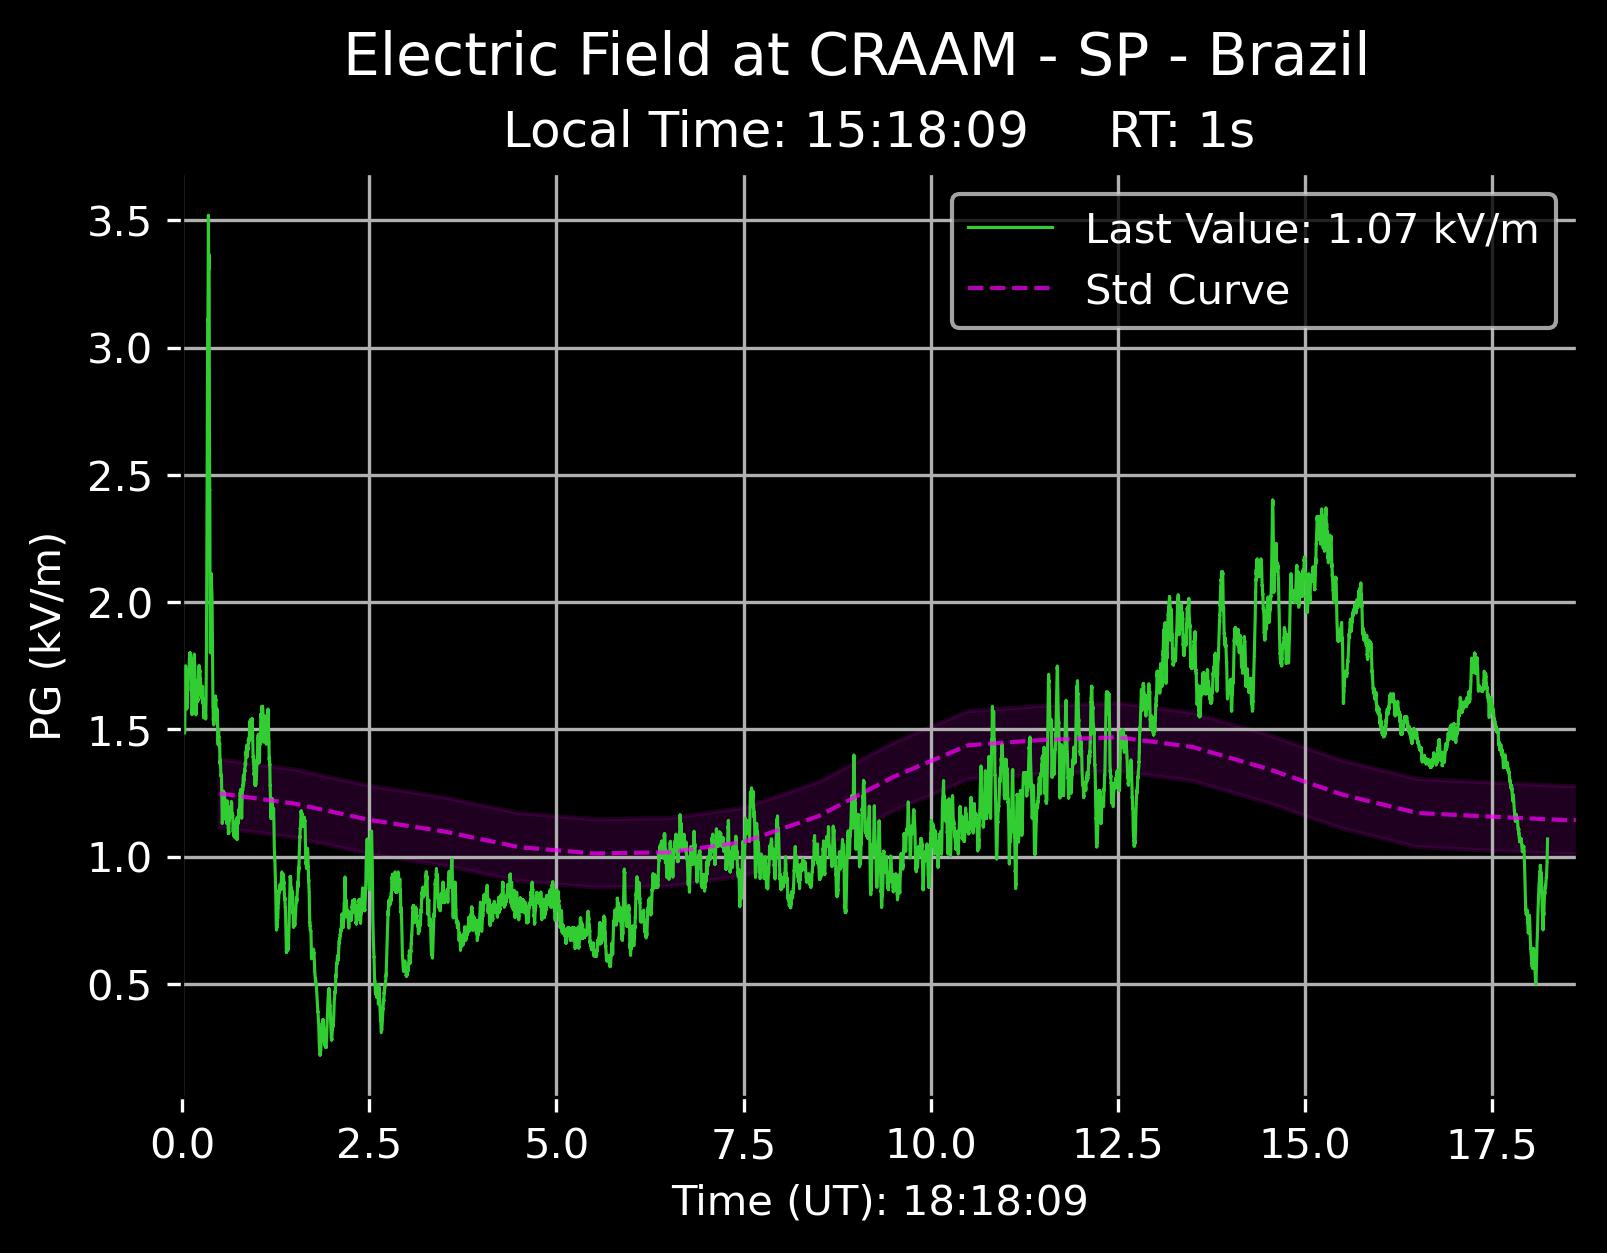 Electric Field at CRAAM - SP - Brazil
Local Time: 15:18:09 RT: 1s
Last Value: 1.07 kV/m
Std Curve
PG (kV/m)
3.5
3.0
2.5
2.0
1.5
1.0
0.5
0.0 2.5 5.0 7.5 10.0 12.5 15.0 17.5
Time (UT): 18:18:09